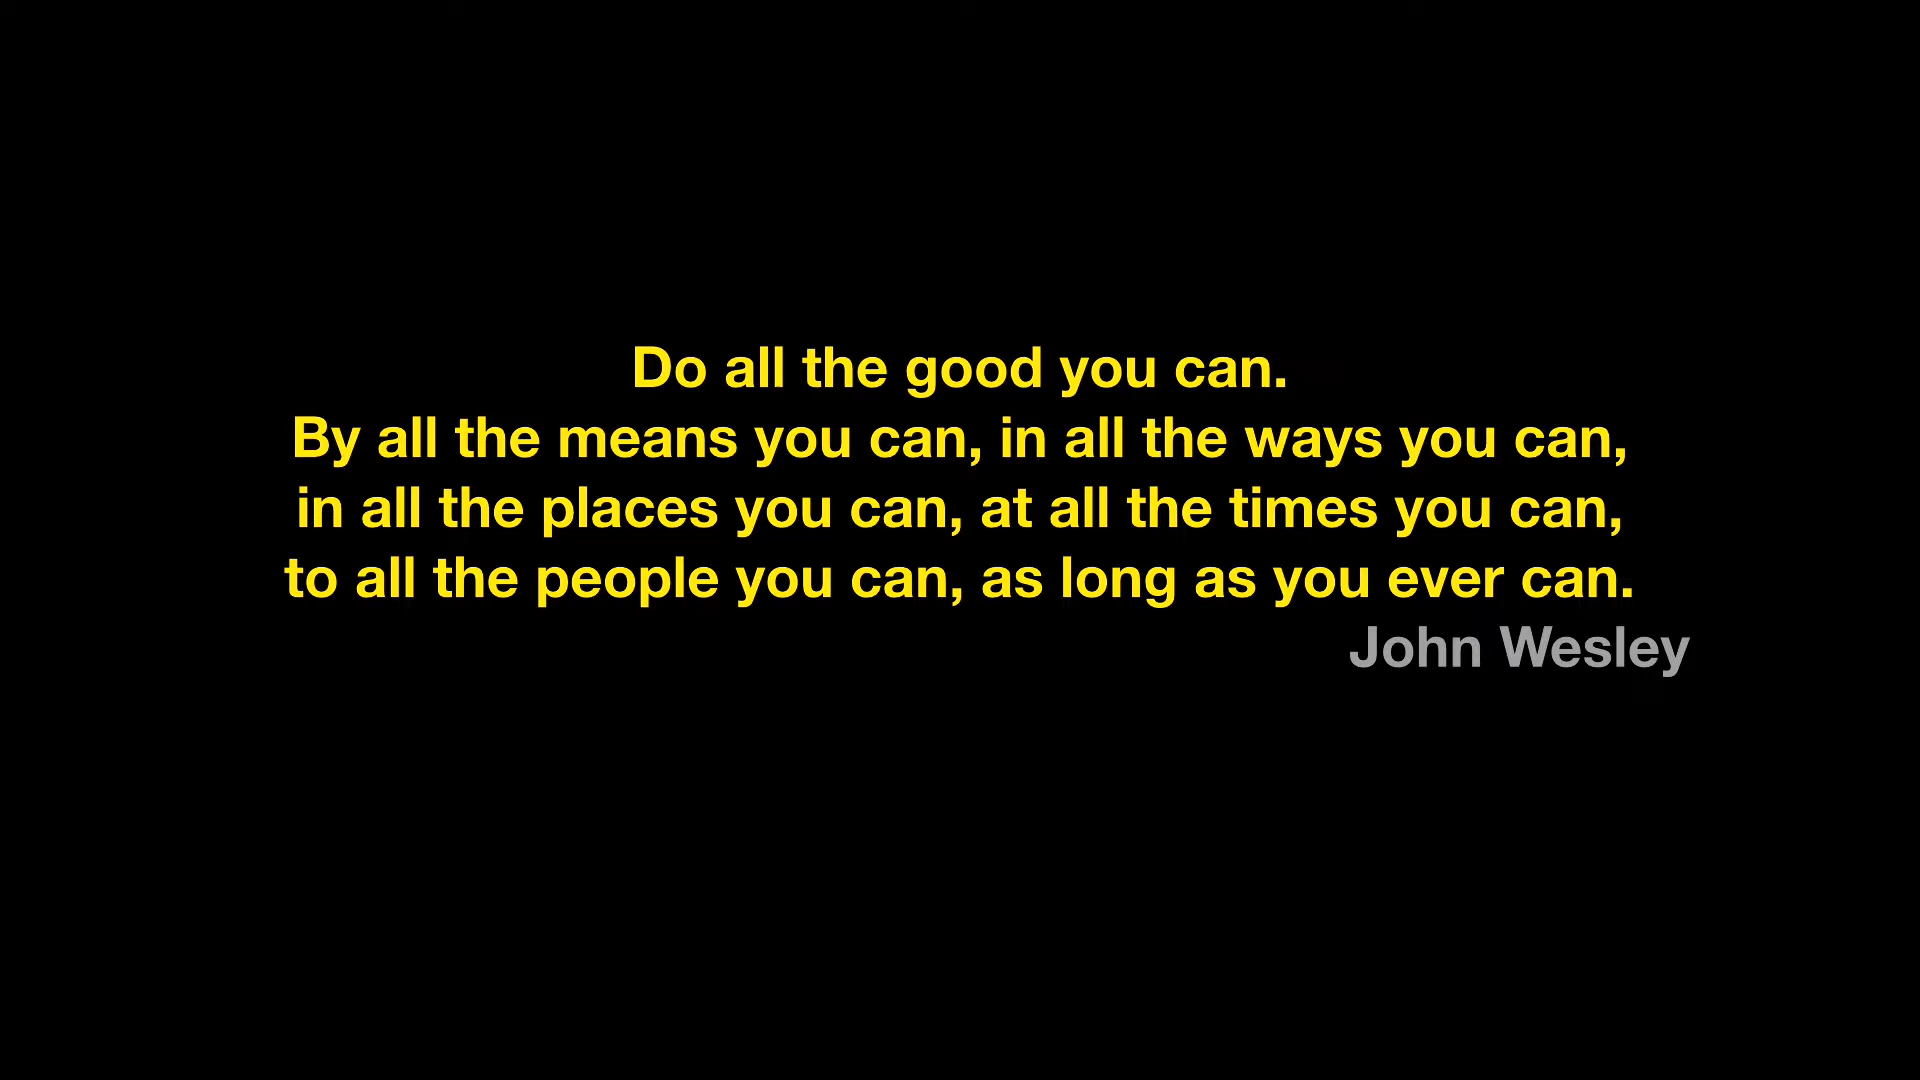 Do all the good you can.
By all the means you can, in all the ways you can,
in all the places you can, at all the times you can,
to all the people you can, as long as you ever can.
John Wesley